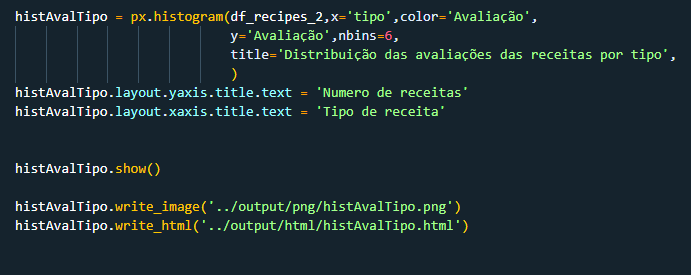 histAvalTipo = px.histogram(df_recipes_2,x='tipo',color='Avaliação',
y='Avaliação',nbins=6,
title='Distribuição das avaliações das receitas por tipo',
)
histAvalTipo.layout.yaxis.title.text = 'Numero de receitas'
histAvalTipo.layout.xaxis.title.text = 'Tipo de receita'
histAvalTipo.show()
histAvalTipo.write_image('../output/png/histAvalTipo.png')
histAvalTipo.write_html('../output/html/histAvalTipo.html')